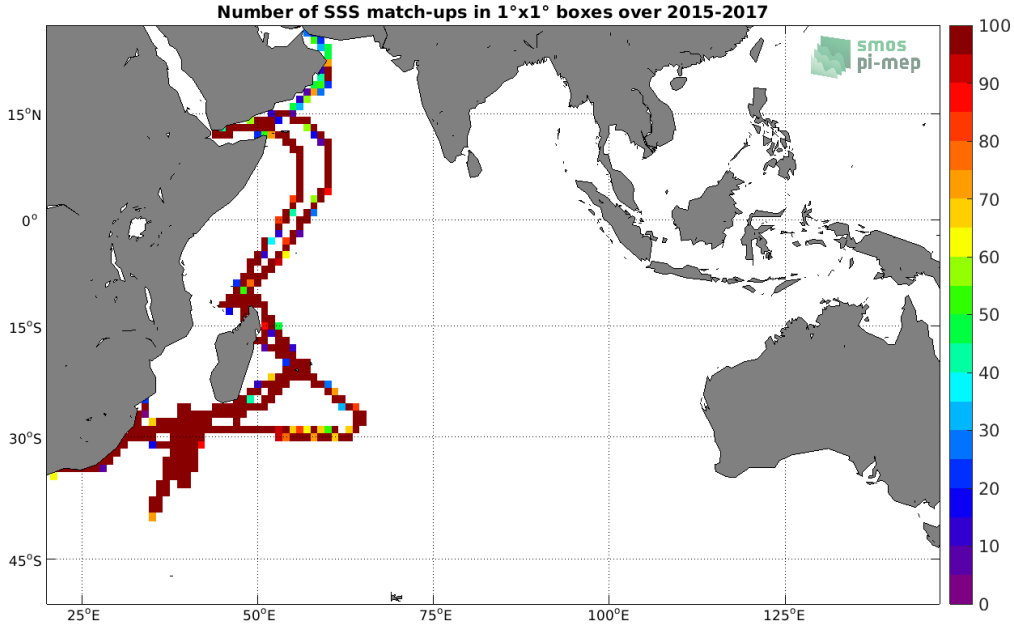 Number of SSS match-ups in 1°x1° boxes over 2015-2017
smos
pi-mep
15°N
0°
15°S
30°S
45°S
25°E
50°E
75°E
100°E
125°E
100
90
80
70
60
50
40
30
20
10
0